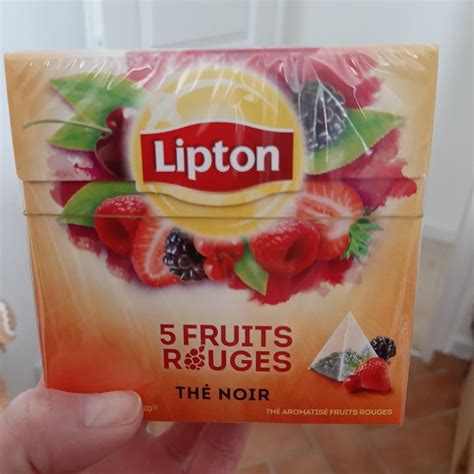 Lipton
5 FRUITS
ROUGES
THÉ NOIR
THÉ AROMATISÉ FRUITS ROUGES